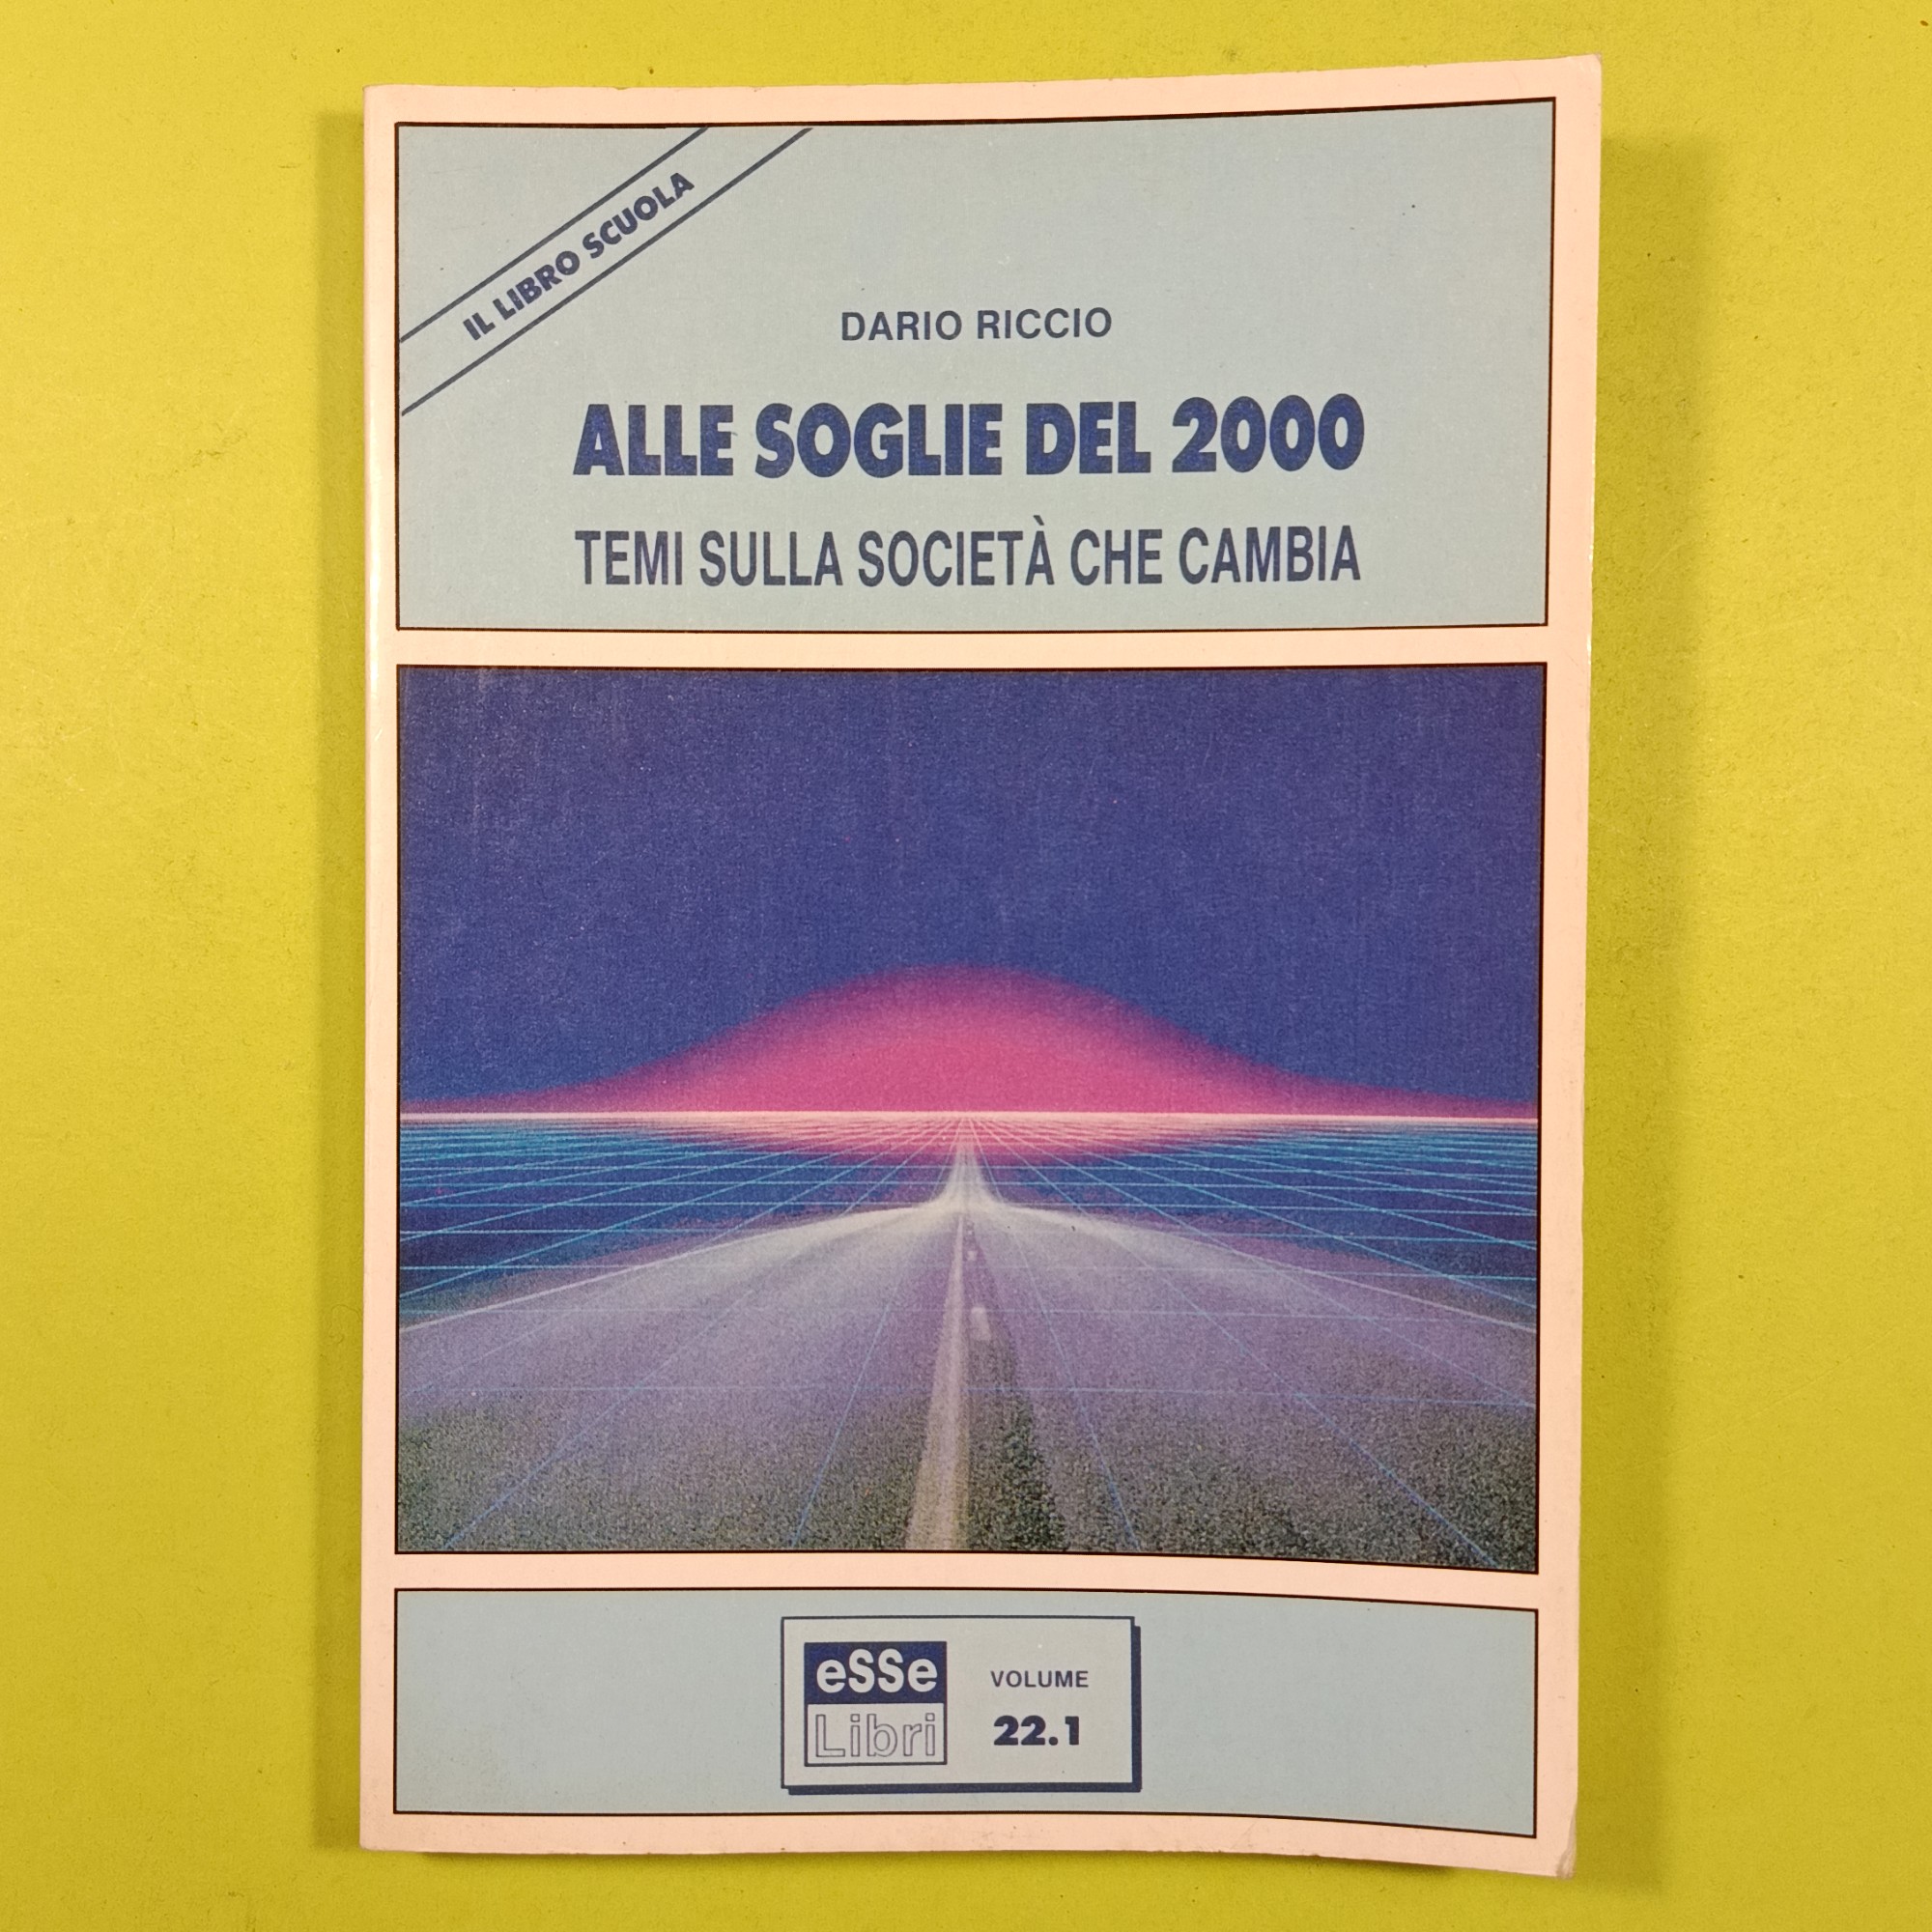 IL LIBRO SCUOLA
DARIO RICCIO
ALLE SOGLIE DEL 2000
TEMI SULLA SOCIETÀ CHE CAMBIA
eSSe
Libri
VOLUME
22.1